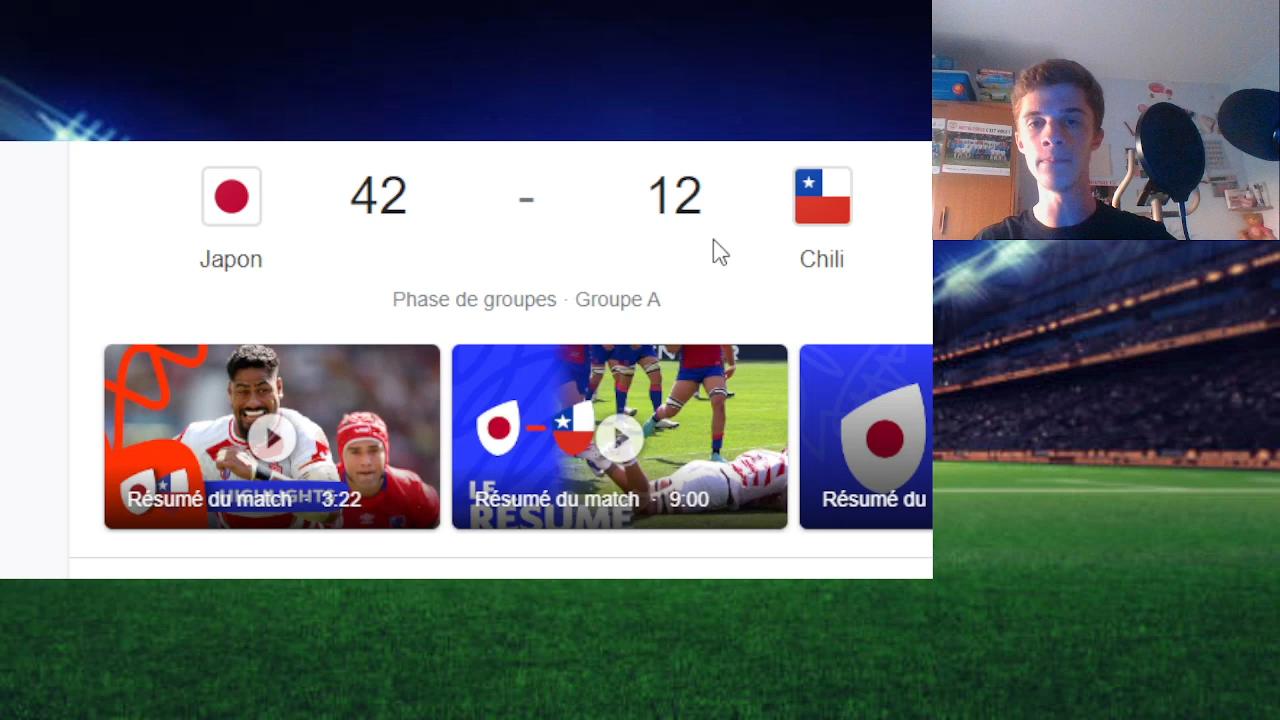 42 - 12
Japon
Chili
Phase de groupes · Groupe A
Résumé du match · 3:22
HIGHLIGHTS
Résumé du match · 9:00
LE
RÉSUMÉ
Résumé du